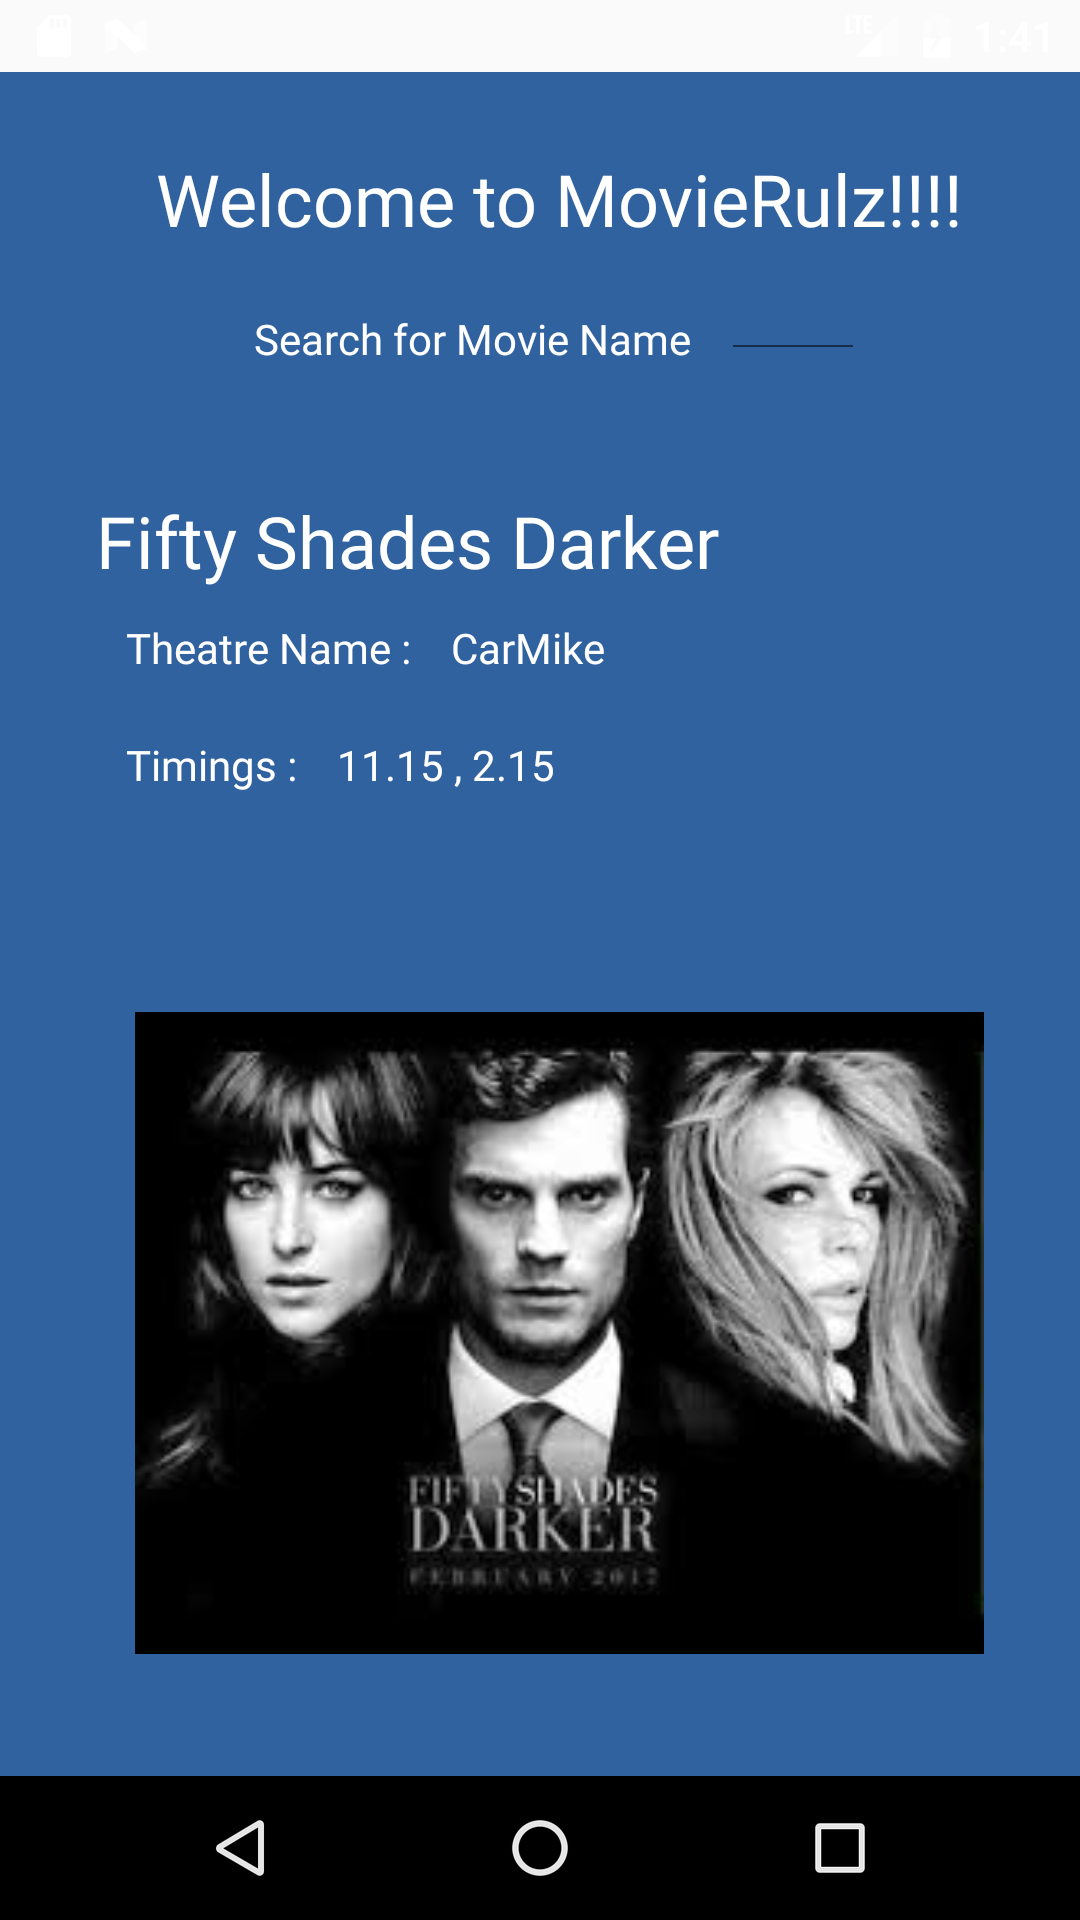 LTE 1:41
Welcome to MovieRulz!!!!
Search for Movie Name
Fifty Shades Darker
Theatre Name : CarMike
Timings : 11.15 , 2.15
FIFTY SHADES
DARKER
FEBRUARY 2017